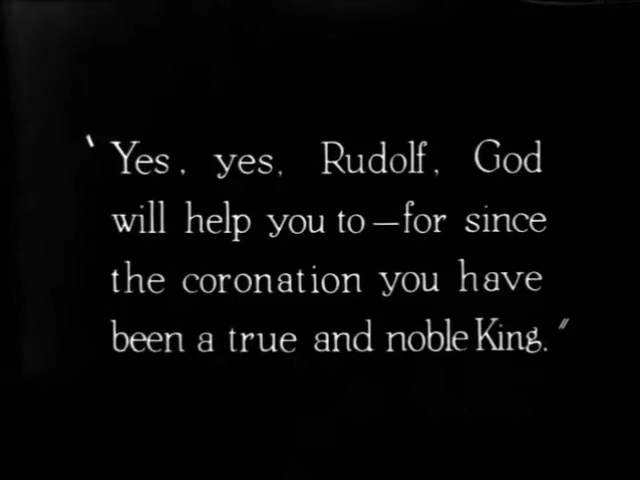 'Yes, yes, Rudolf, God
will help you to—for since
the coronation you have
been a true and noble King."